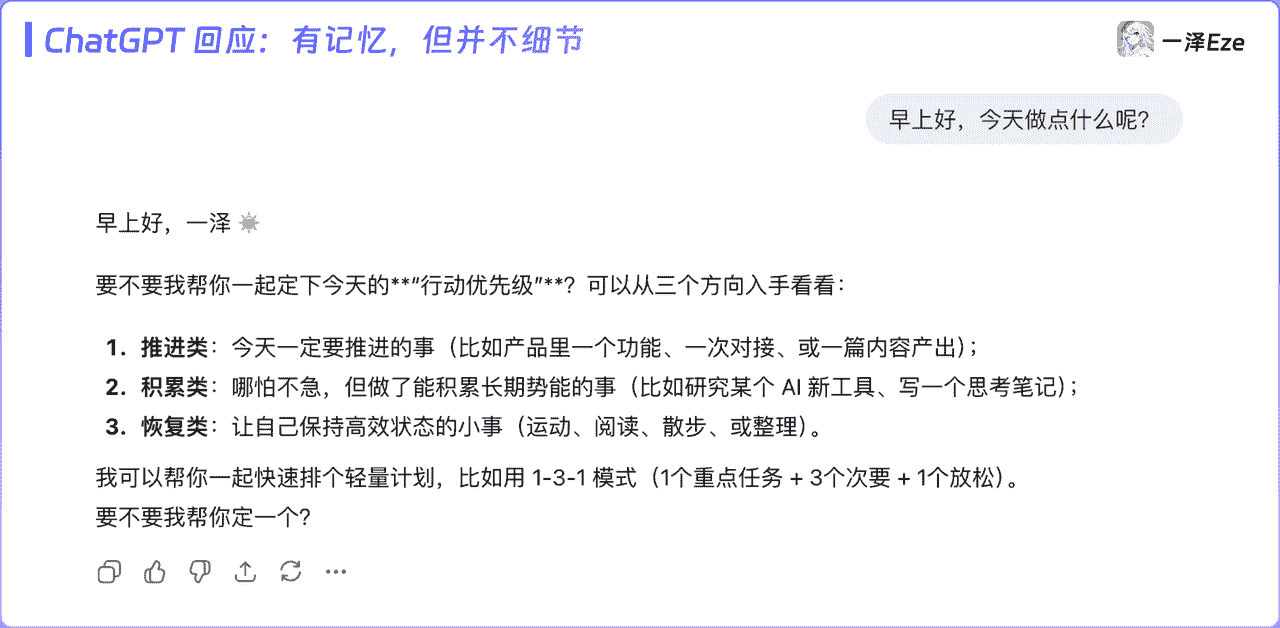 ChatGPT 回应：有记忆，但并不细节
一泽Eze
早上好，今天做点什么呢？
早上好，一泽
要不要我帮你一起定下今天的**“行动优先级”**？可以从三个方向入手看看：
1. 推进类：今天一定要推进的事（比如产品里一个功能、一次对接、或一篇内容产出）；
2. 积累类：哪怕不急，但做了能积累长期势能的事（比如研究某个 AI 新工具、写一个思考笔记）；
3. 恢复类：让自己保持高效状态的小事（运动、阅读、散步、或整理）。
我可以帮你一起快速排个轻量计划，比如用 1-3-1 模式（1个重点任务 + 3个次要 + 1个放松）。
要不要我帮你定一个？